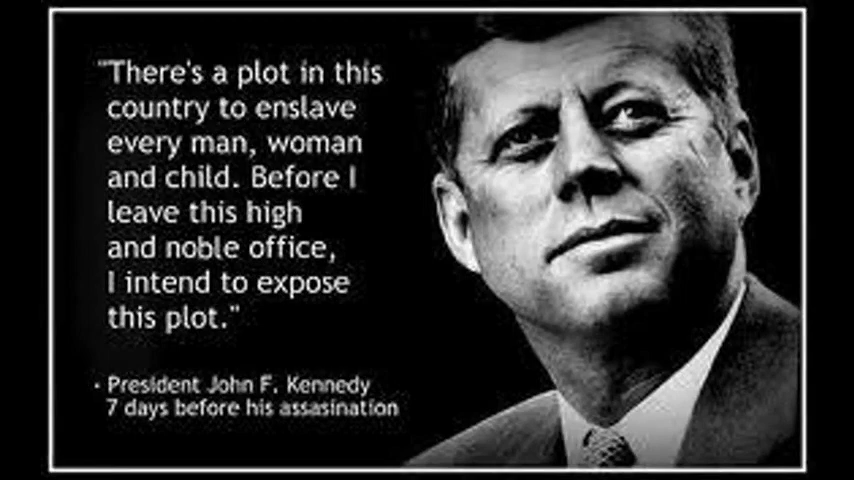 "There's a plot in this
country to enslave
every man, woman
and child. Before I
leave this high
and noble office,
I intend to expose
this plot."
· President John F. Kennedy
7 days before his assasination